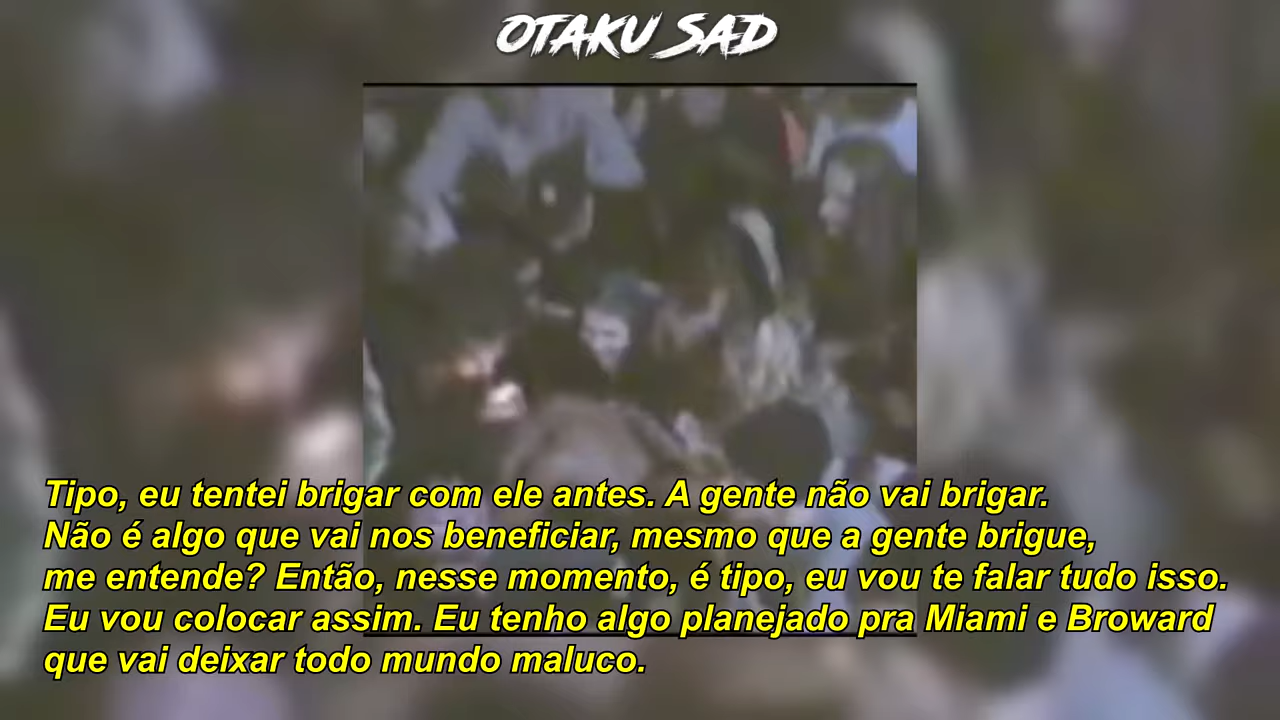 OTAKU SAD
Tipo, eu tentei brigar com ele antes. A gente não vai brigar.
Não é algo que vai nos beneficiar, mesmo que a gente brigue,
me entende? Então, nesse momento, é tipo, eu vou te falar tudo isso.
Eu vou colocar assim. Eu tenho algo planejado pra Miami e Broward
que vai deixar todo mundo maluco.